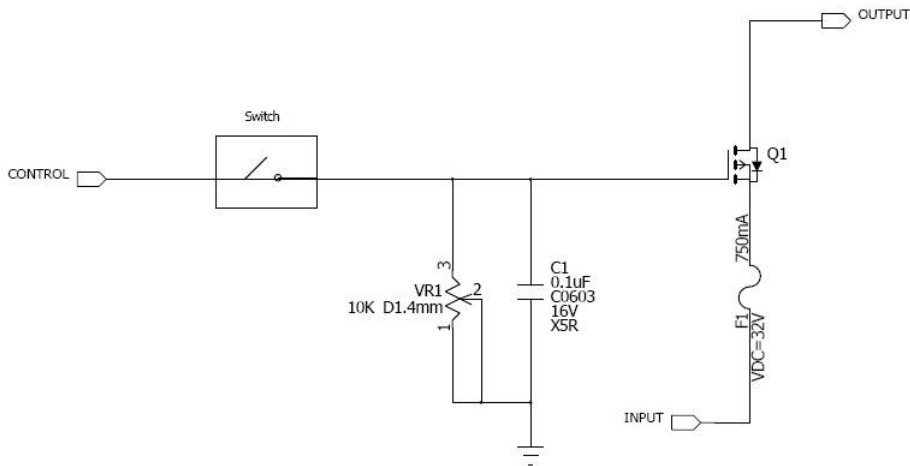 OUTPUT
Switch
Q1
CONTROL
750mA
3
VR1
2
10K D1.4mm
1
C1
0.1uF
C0603
16V
X5R
F1
VDC=32V
INPUT